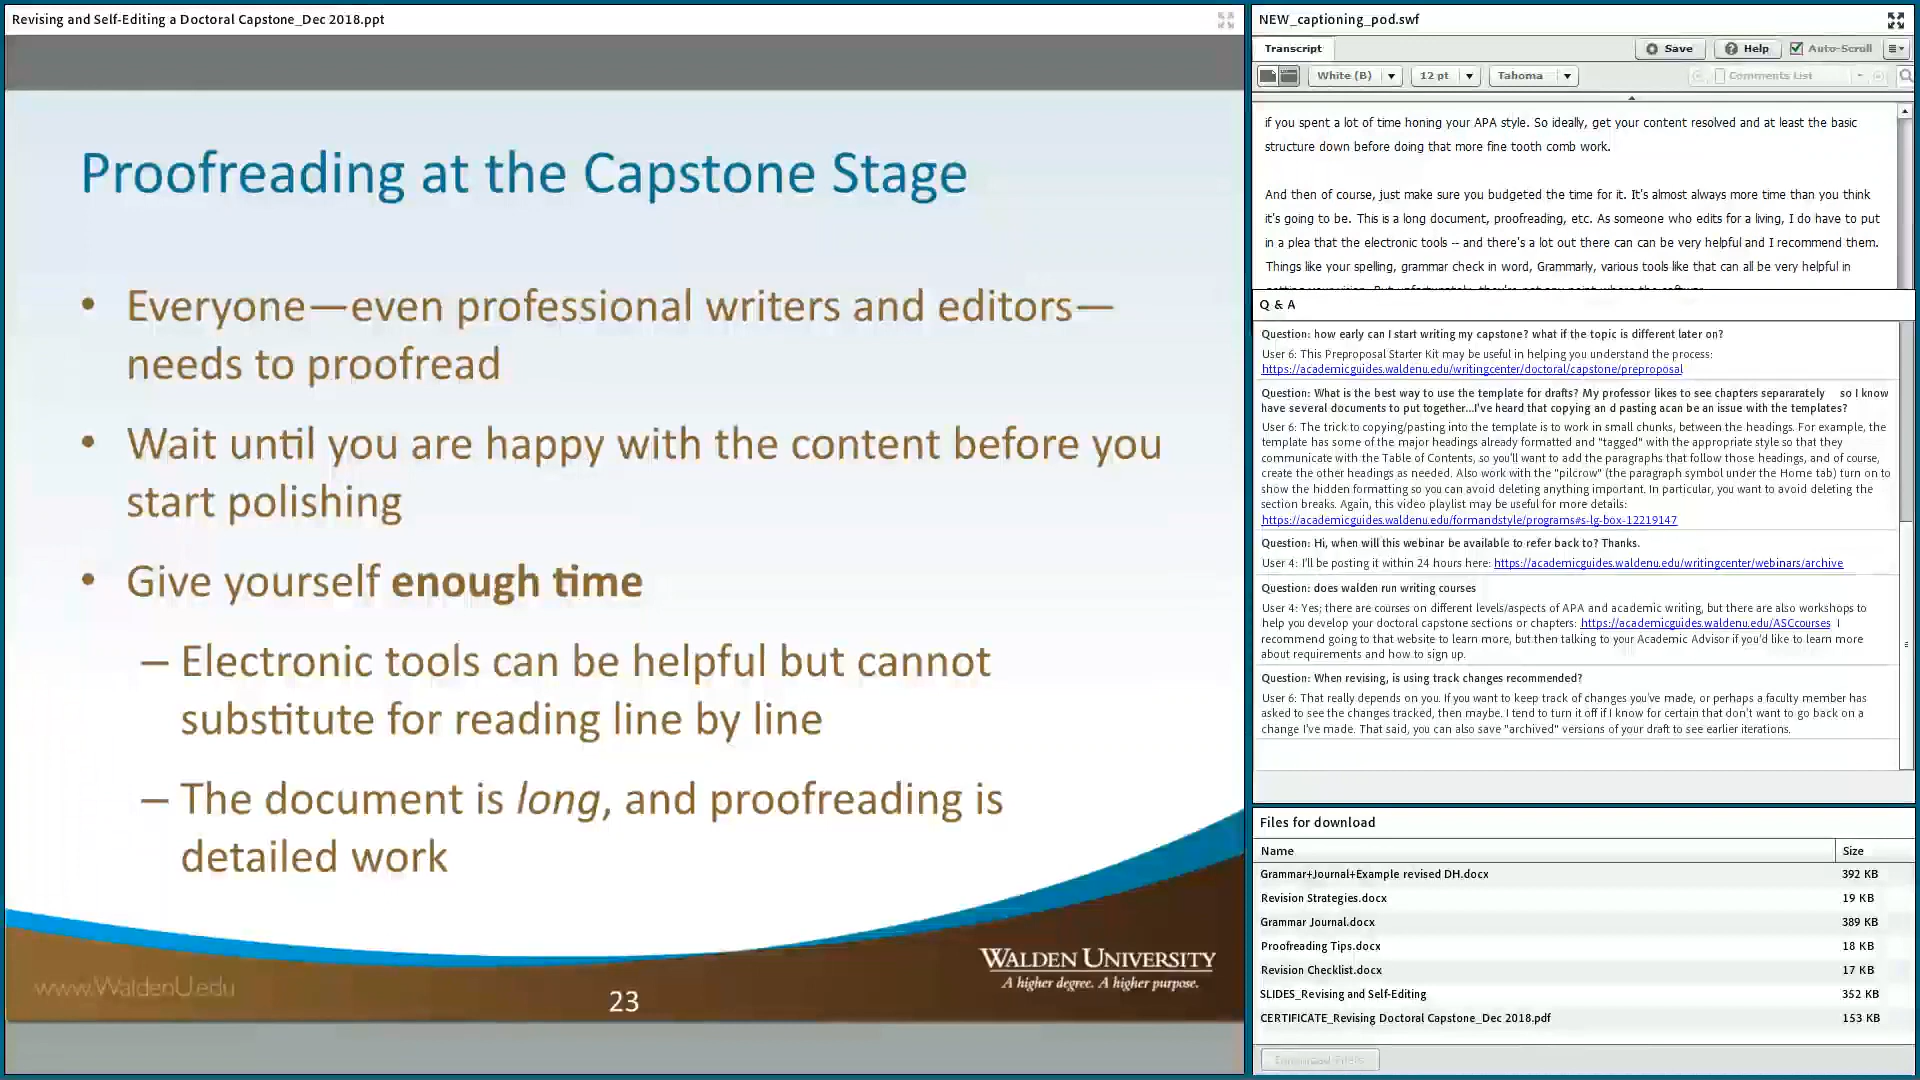 Revising and Self-Editing a Doctoral Capstone_Dec 2018.ppt
Proofreading at the Capstone Stage
• Everyone—even professional writers and editors—
needs to proofread
• Wait until you are happy with the content before you
start polishing
• Give yourself enough time
– Electronic tools can be helpful but cannot
substitute for reading line by line
– The document is long, and proofreading is
detailed work
www.WaldenU.edu
23
WALDEN UNIVERSITY
A higher degree. A higher purpose.
NEW_captioning_pod.swf
Transcript
Save
Help
Auto-Scroll
White (B)
12 pt
Tahoma
Comments List
if you spent a lot of time honing your APA style. So ideally, get your content resolved and at least the basic
structure down before doing that more fine tooth comb work.
And then of course, just make sure you budgeted the time for it. It's almost always more time than you think
it's going to be. This is a long document, proofreading, etc. As someone who edits for a living, I do have to put
in a plea that the electronic tools -- and there's a lot out there can can be very helpful and I recommend them.
Things like your spelling, grammar check in word, Grammarly, various tools like that can all be very helpful in
Q & A
Question: how early can I start writing my capstone? what if the topic is different later on?
User 6: This Preproposal Starter Kit may be useful in helping you understand the process:
https://academicguides.waldenu.edu/writingcenter/doctoral/capstone/preproposal
Question: What is the best way to use the template for drafts? My professor likes to see chapters separarately so I know
have several documents to put together...I've heard that copying an d pasting acan be an issue with the templates?
User 6: The trick to copying/pasting into the template is to work in small chunks, between the headings. For example, the
template has some of the major headings already formatted and "tagged" with the appropriate style so that they
communicate with the Table of Contents, so you'll want to add the paragraphs that follow those headings, and of course,
create the other headings as needed. Also work with the "pilcrow" (the paragraph symbol under the Home tab) turn on to
show the hidden formatting so you can avoid deleting anything important. In particular, you want to avoid deleting the
section breaks. Again, this video playlist may be useful for more details:
https://academicguides.waldenu.edu/formandstyle/programs#s-lg-box-12219147
Question: Hi, when will this webinar be available to refer back to? Thanks.
User 4: I'll be posting it within 24 hours here: https://academicguides.waldenu.edu/writingcenter/webinars/archive
Question: does walden run writing courses
User 4: Yes; there are courses on different levels/aspects of APA and academic writing, but there are also workshops to
help you develop your doctoral capstone sections or chapters: https://academicguides.waldenu.edu/ASCcourses I
recommend going to that website to learn more, but then talking to your Academic Advisor if you'd like to learn more
about requirements and how to sign up.
Question: When revising, is using track changes recommended?
User 6: That really depends on you. If you want to keep track of changes you've made, or perhaps a faculty member has
asked to see the changes tracked, then maybe. I tend to turn it off if I know for certain that don't want to go back on a
change I've made. That said, you can also save "archived" versions of your draft to see earlier iterations.
Files for download
Name Size
Grammar+Journal+Example revised DH.docx 392 KB
Revision Strategies.docx 19 KB
Grammar Journal.docx 389 KB
Proofreading Tips.docx 18 KB
Revision Checklist.docx 17 KB
SLIDES_Revising and Self-Editing 352 KB
CERTIFICATE_Revising Doctoral Capstone_Dec 2018.pdf 153 KB